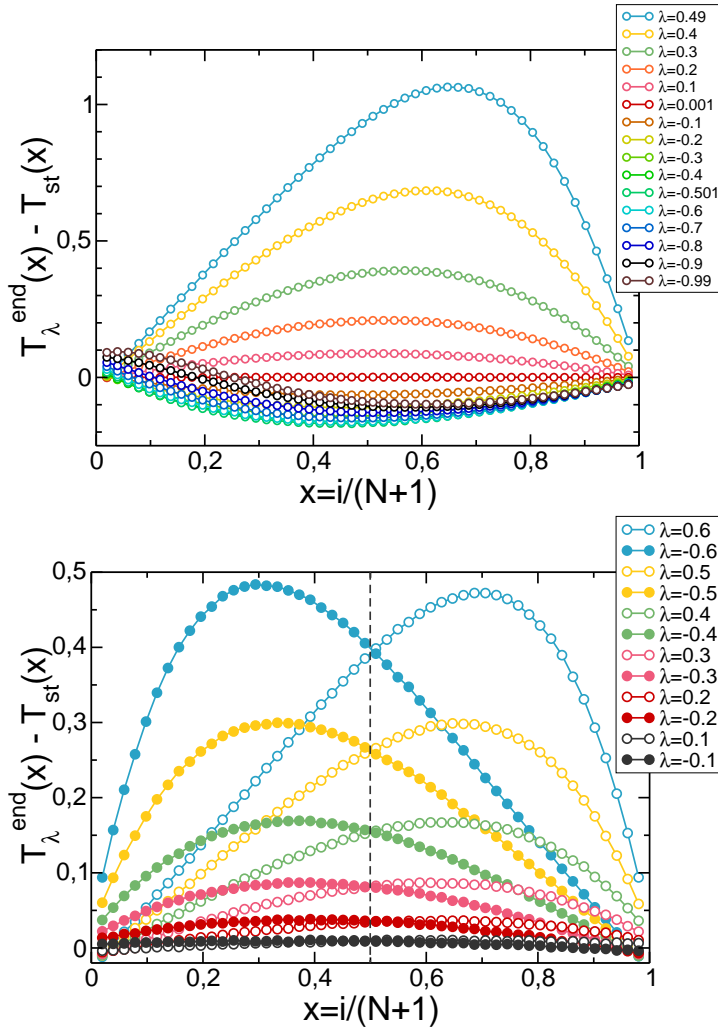 λ=0.49
λ=0.4
λ=0.3
λ=0.2
λ=0.1
λ=0.001
λ=-0.1
λ=-0.2
λ=-0.3
λ=-0.4
λ=-0.501
λ=-0.6
λ=-0.7
λ=-0.8
λ=-0.9
λ=-0.99
1
0,5
0
T_λ^end(x) - T_st(x)
0 0,2 0,4 0,6 0,8 1
x=i/(N+1)
λ=0.6
λ=-0.6
λ=0.5
λ=-0.5
λ=0.4
λ=-0.4
λ=0.3
λ=-0.3
λ=0.2
λ=-0.2
λ=0.1
λ=-0.1
0,5
0,4
0,3
0,2
0,1
0
T_λ^end(x) - T_st(x)
0 0,2 0,4 0,6 0,8 1
x=i/(N+1)